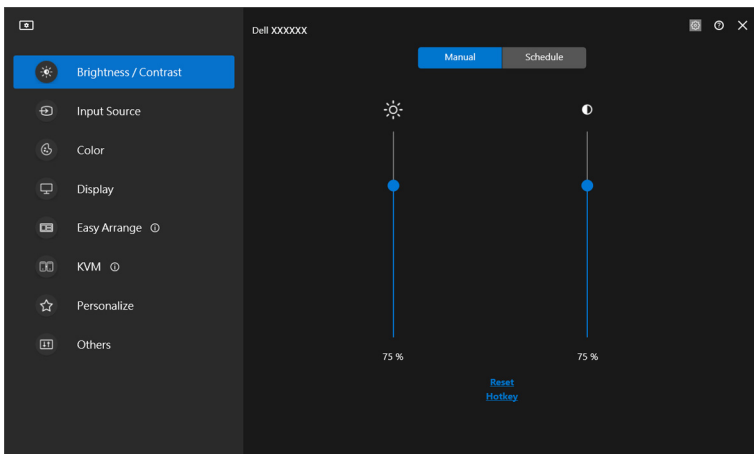 Dell XXXXXX
Manual
Schedule
Brightness / Contrast
Input Source
Color
Display
Easy Arrange
KVM
Personalize
Others
75 %
75 %
Reset
Hotkey